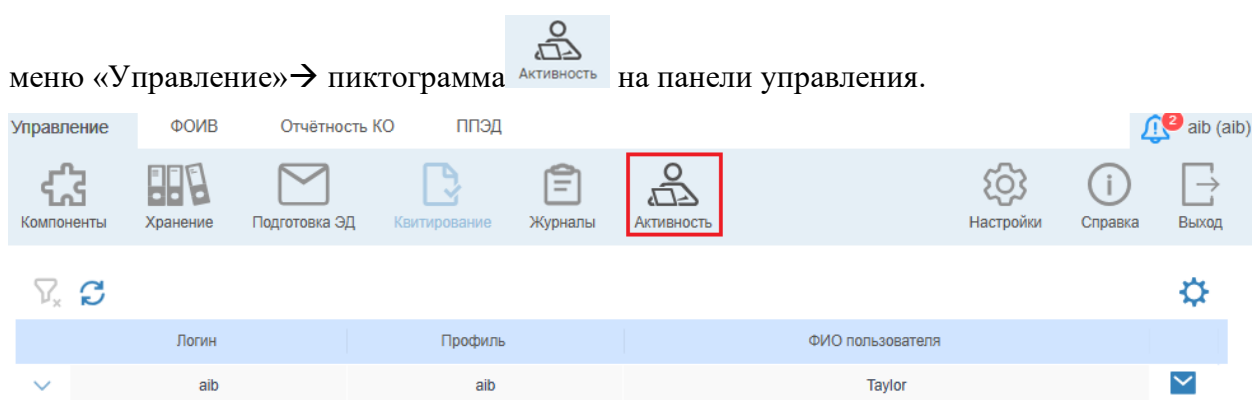 меню «Управление»→ пиктограмма Активность на панели управления.
Управление ФОИВ Отчётность КО ППЭД 2 aib (aib)
Компоненты Хранение Подготовка ЭД Квитирование Журналы Активность Настройки Справка Выход
Логин Профиль ФИО пользователя
aib aib Taylor